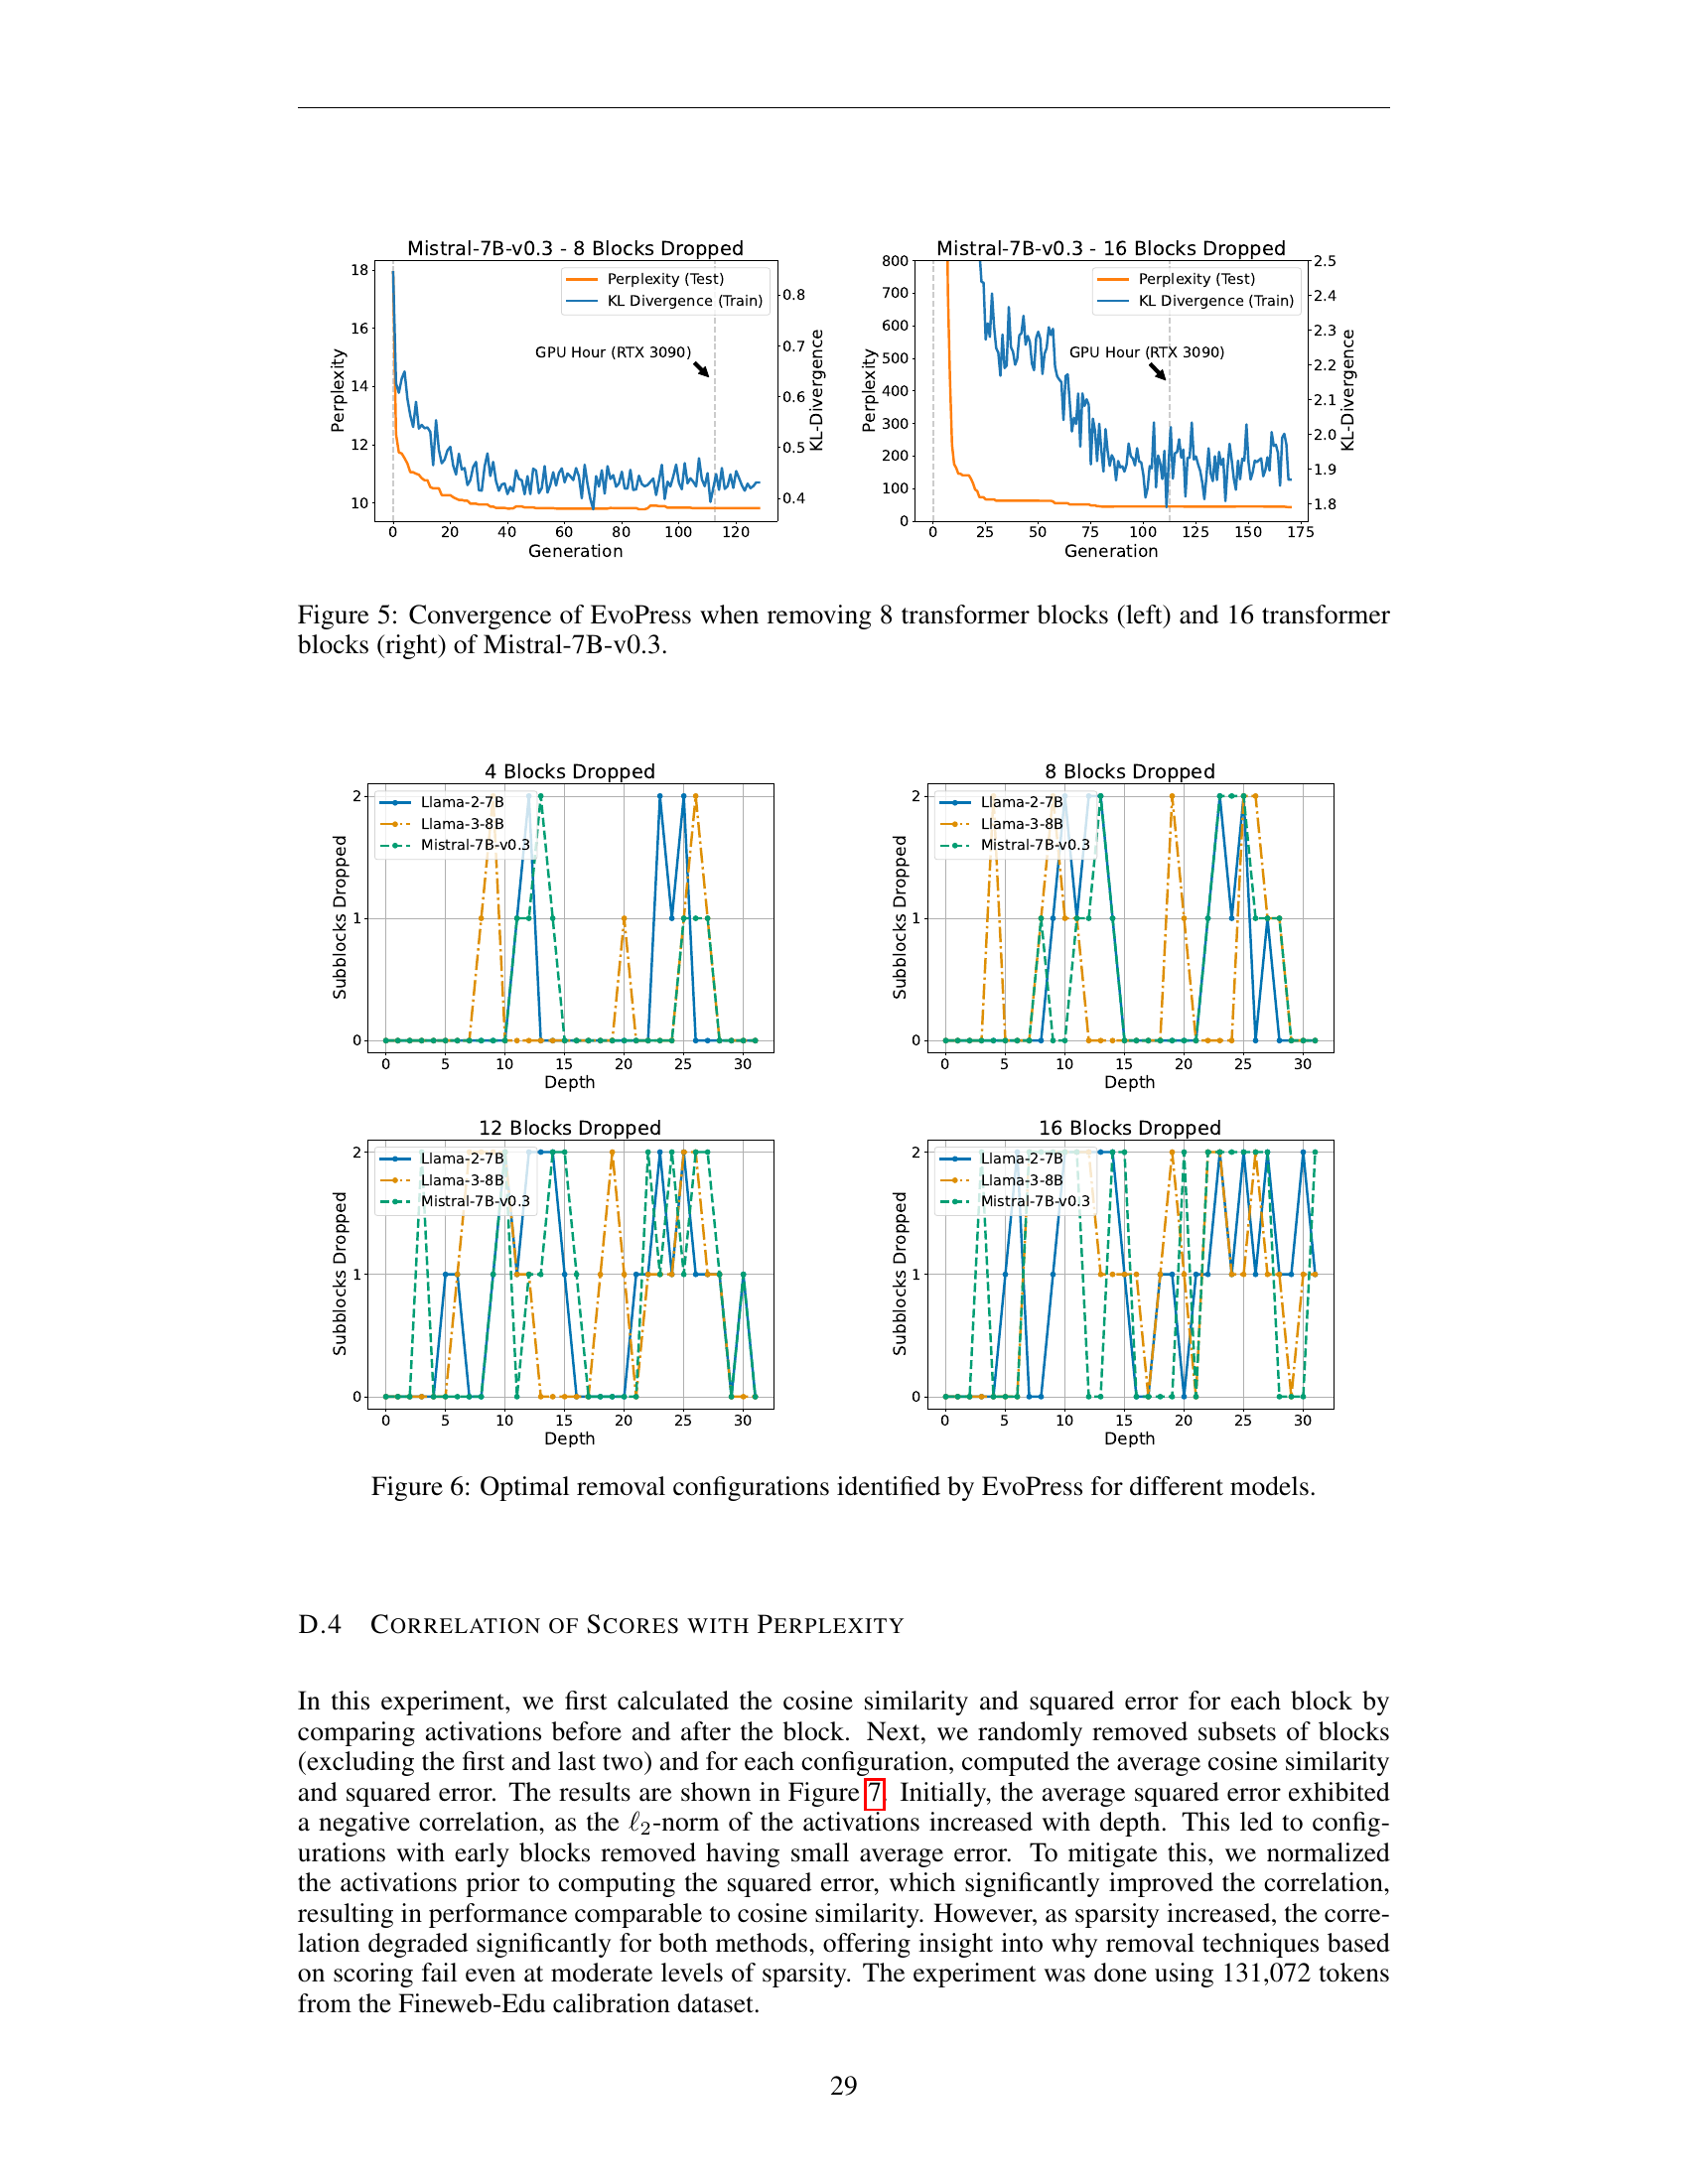 Mistral-7B-v0.3 - 8 Blocks Dropped
18
16
14
12
10
Perplexity
Perplexity (Test)
KL Divergence (Train)
GPU Hour (RTX 3090)
0.8
0.7
0.6
0.5
0.4
KL-Divergence
0 20 40 60 80 100 120
Generation
Mistral-7B-v0.3 - 16 Blocks Dropped
800
700
600
500
400
300
200
100
0
Perplexity
Perplexity (Test)
KL Divergence (Train)
GPU Hour (RTX 3090)
2.5
2.4
2.3
2.2
2.1
2.0
1.9
1.8
KL-Divergence
0 25 50 75 100 125 150 175
Generation
Figure 5: Convergence of EvoPress when removing 8 transformer blocks (left) and 16 transformer
blocks (right) of Mistral-7B-v0.3.
4 Blocks Dropped
2
1
0
Subblocks Dropped
Llama-2-7B
Llama-3-8B
Mistral-7B-v0.3
0 5 10 15 20 25 30
Depth
8 Blocks Dropped
2
1
0
Subblocks Dropped
Llama-2-7B
Llama-3-8B
Mistral-7B-v0.3
0 5 10 15 20 25 30
Depth
12 Blocks Dropped
2
1
0
Subblocks Dropped
Llama-2-7B
Llama-3-8B
Mistral-7B-v0.3
0 5 10 15 20 25 30
Depth
16 Blocks Dropped
2
1
0
Subblocks Dropped
Llama-2-7B
Llama-3-8B
Mistral-7B-v0.3
0 5 10 15 20 25 30
Depth
Figure 6: Optimal removal configurations identified by EvoPress for different models.
D.4 CORRELATION OF SCORES WITH PERPLEXITY
In this experiment, we first calculated the cosine similarity and squared error for each block by
comparing activations before and after the block. Next, we randomly removed subsets of blocks
(excluding the first and last two) and for each configuration, computed the average cosine similarity
and squared error. The results are shown in Figure 7. Initially, the average squared error exhibited
a negative correlation, as the ℓ₂-norm of the activations increased with depth. This led to config-
urations with early blocks removed having small average error. To mitigate this, we normalized
the activations prior to computing the squared error, which significantly improved the correlation,
resulting in performance comparable to cosine similarity. However, as sparsity increased, the corre-
lation degraded significantly for both methods, offering insight into why removal techniques based
on scoring fail even at moderate levels of sparsity. The experiment was done using 131,072 tokens
from the Fineweb-Edu calibration dataset.
29